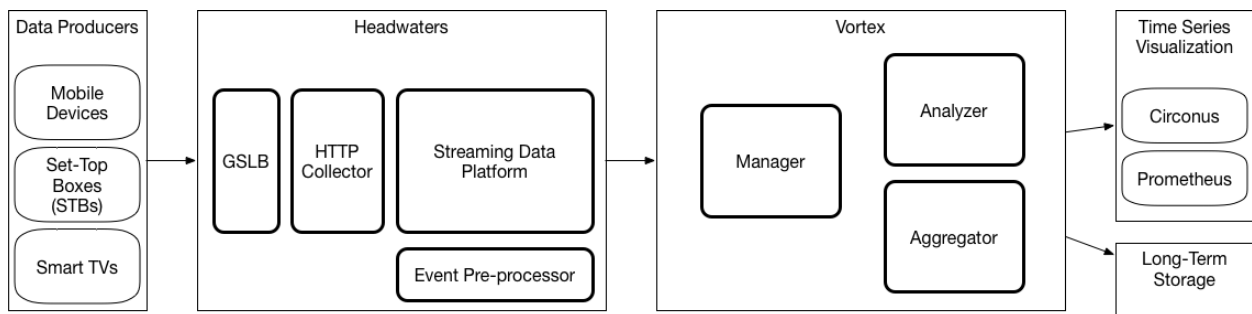 Data Producers
Mobile
Devices
Set-Top
Boxes
(STBs)
Smart TVs
Headwaters
GSLB
HTTP
Collector
Streaming Data
Platform
Event Pre-processor
Vortex
Manager
Analyzer
Aggregator
Time Series
Visualization
Circonus
Prometheus
Long-Term
Storage